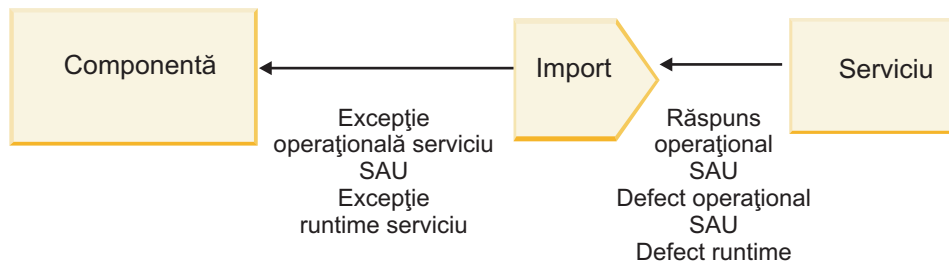 Componentă
Import
Serviciu
Excepţie
operaţională serviciu
SAU
Excepţie
runtime serviciu
Răspuns
operaţional
SAU
Defect operaţional
SAU
Defect runtime